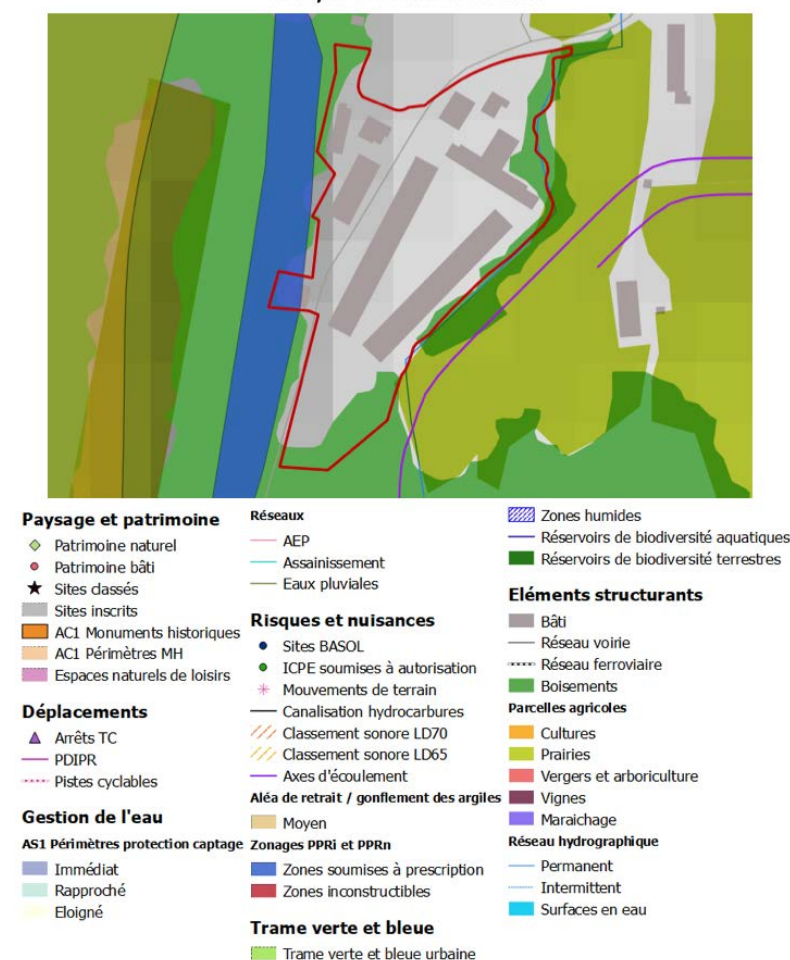 Paysage et patrimoine
Patrimoine naturel
Patrimoine bâti
Sites classés
Sites inscrits
AC1 Monuments historiques
AC1 Périmètres MH
Espaces naturels de loisirs
Déplacements
Arrêts TC
PDIPR
Pistes cyclables
Gestion de l'eau
AS1 Périmètres protection captage
Immédiat
Rapproché
Eloigné
Réseaux
AEP
Assainissement
Eaux pluviales
Risques et nuisances
Sites BASOL
ICPE soumises à autorisation
Mouvements de terrain
Canalisation hydrocarbures
Classement sonore LD70
Classement sonore LD65
Axes d'écoulement
Aléa de retrait / gonflement des argiles
Moyen
Zonages PPRi et PPRn
Zones soumises à prescription
Zones inconstructibles
Trame verte et bleue
Trame verte et bleue urbaine
Zones humides
Réservoirs de biodiversité aquatiques
Réservoirs de biodiversité terrestres
Eléments structurants
Bâti
Réseau voirie
Réseau ferroviaire
Boisements
Parcelles agricoles
Cultures
Prairies
Vergers et arboriculture
Vignes
Maraichage
Réseau hydrographique
Permanent
Intermittent
Surfaces en eau